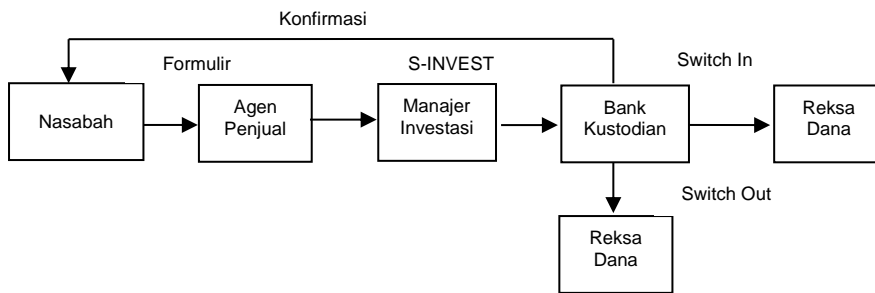 Konfirmasi
Formulir
S-INVEST
Switch In
Nasabah
Agen
Penjual
Manajer
Investasi
Bank
Kustodian
Reksa
Dana
Switch Out
Reksa
Dana